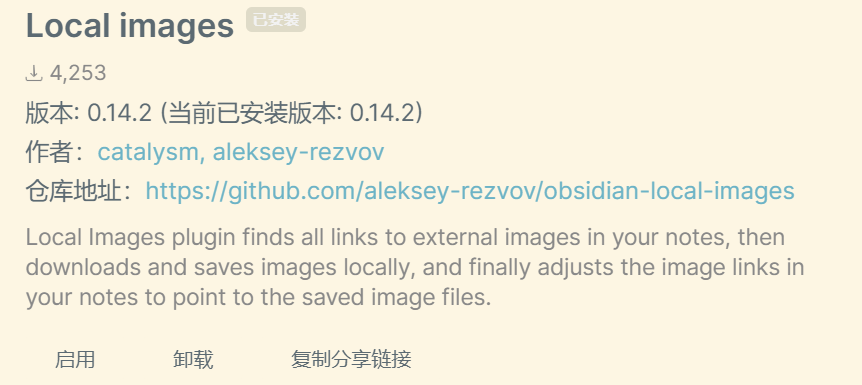 Local images 已安装
4,253
版本: 0.14.2 (当前已安装版本: 0.14.2)
作者：catalysm, aleksey-rezvov
仓库地址：https://github.com/aleksey-rezvov/obsidian-local-images
Local Images plugin finds all links to external images in your notes, then
downloads and saves images locally, and finally adjusts the image links in
your notes to point to the saved image files.
启用 卸载 复制分享链接